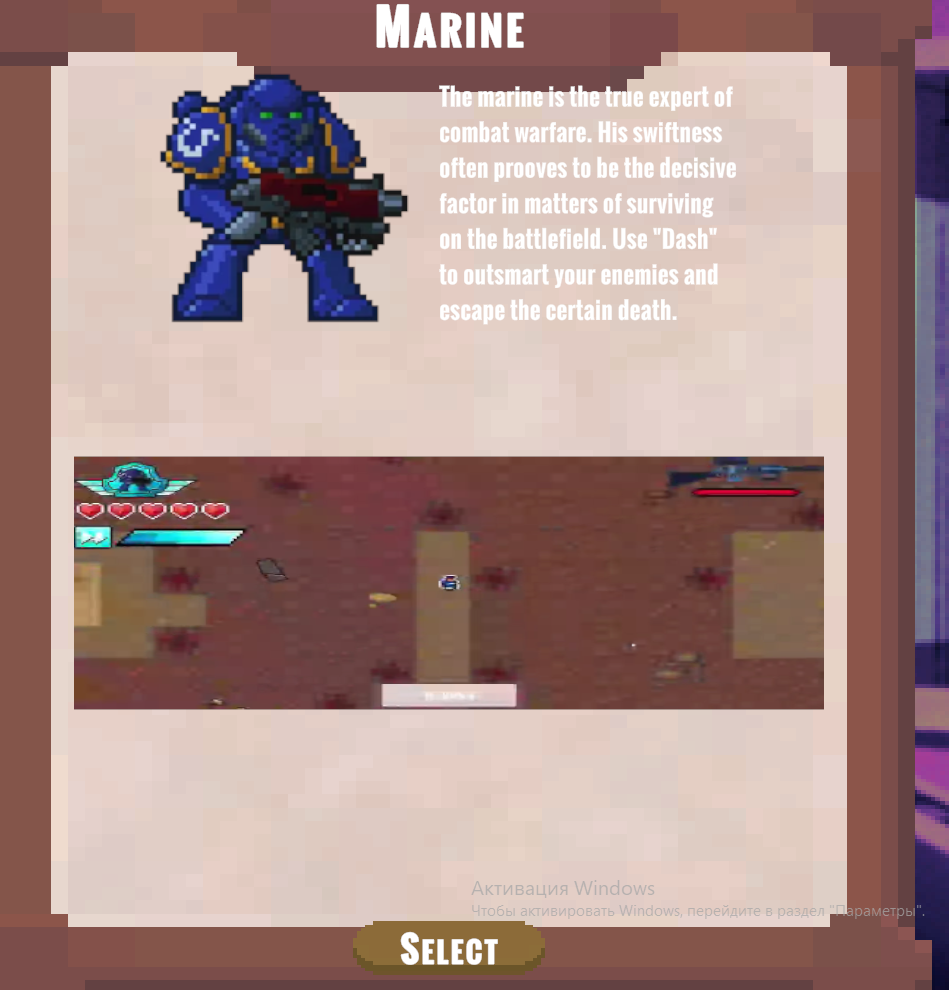 Marine
The marine is the true expert of
combat warfare. His swiftness
often prooves to be the decisive
factor in matters of surviving
on the battlefield. Use "Dash"
to outsmart your enemies and
escape the certain death.
Активация Windows
Чтобы активировать Windows, перейдите в раздел "Параметры".
Select